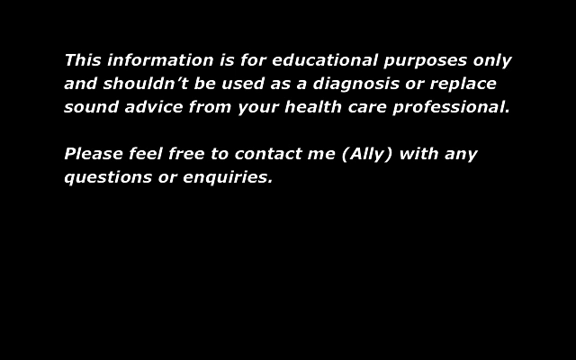 This information is for educational purposes only
and shouldn’t be used as a diagnosis or replace
sound advice from your health care professional.
Please feel free to contact me (Ally) with any
questions or enquiries.